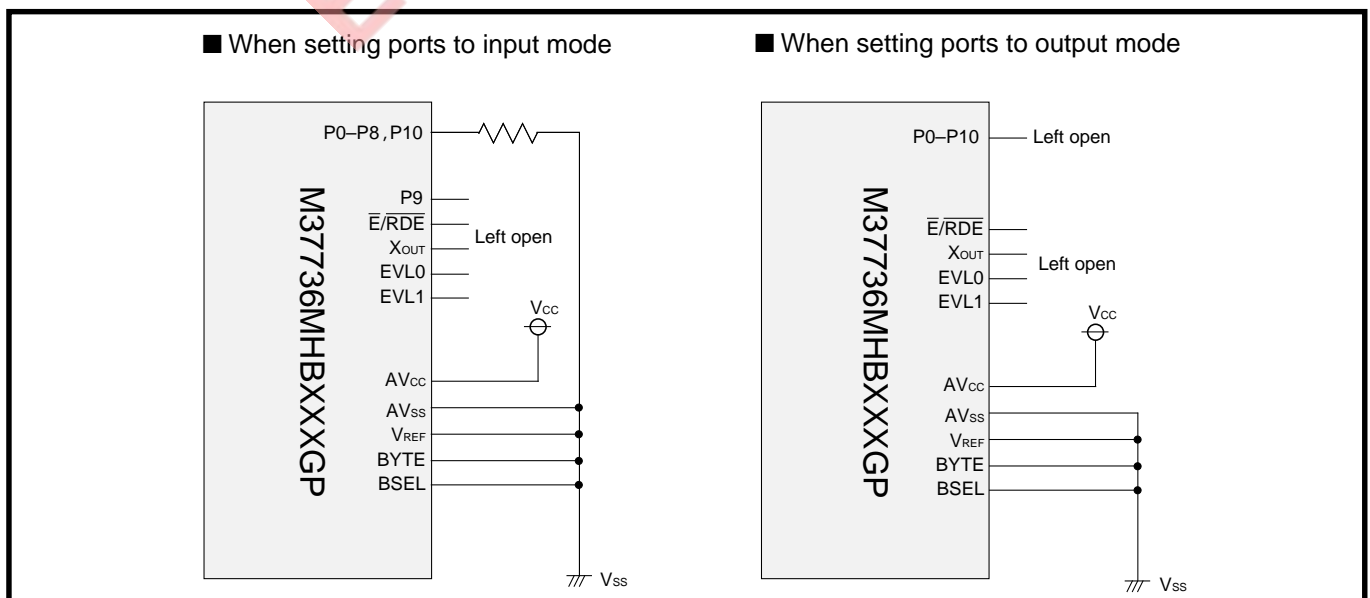 ■ When setting ports to input mode
P0–P8 , P10
M37736MHBXXXGP
P9
E̅/R̅D̅E̅
XOUT
Left open
EVL0
EVL1
VCC
AVCC
AVSS
VREF
BYTE
BSEL
VSS
■ When setting ports to output mode
P0–P10
Left open
M37736MHBXXXGP
E̅/R̅D̅E̅
XOUT
Left open
EVL0
EVL1
VCC
AVCC
AVSS
VREF
BYTE
BSEL
VSS